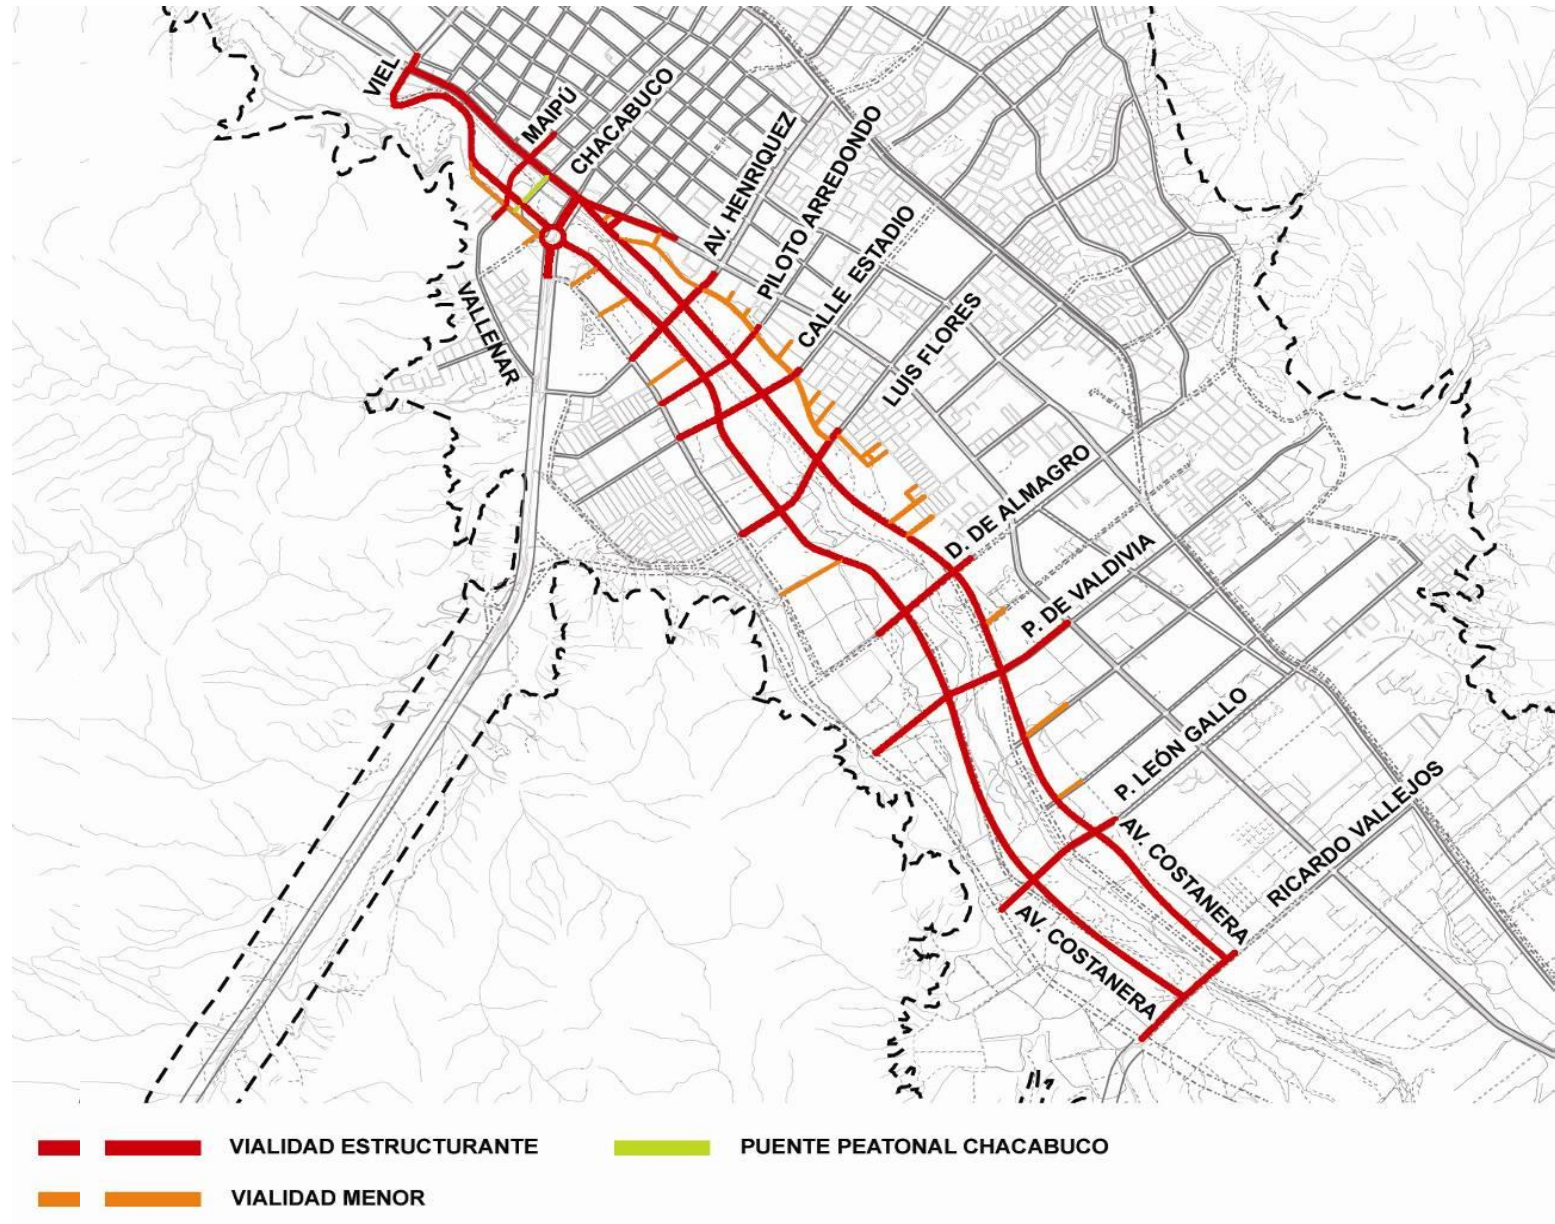 VIEL
MAIPÚ
CHACABUCO
AV. HENRIQUEZ
PILOTO ARREDONDO
CALLE ESTADIO
VALLENAR
LUIS FLORES
D. DE ALMAGRO
P. DE VALDIVIA
P. LEÓN GALLO
RICARDO VALLEJOS
AV. COSTANERA
AV. COSTANERA
VIALIDAD ESTRUCTURANTE
PUENTE PEATONAL CHACABUCO
VIALIDAD MENOR